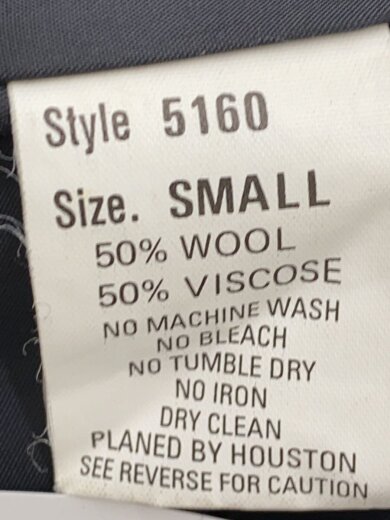 Style 5160
Size. SMALL
50% WOOL
50% VISCOSE
NO MACHINE WASH
NO BLEACH
NO TUMBLE DRY
NO IRON
DRY CLEAN
PLANED BY HOUSTON
SEE REVERSE FOR CAUTION